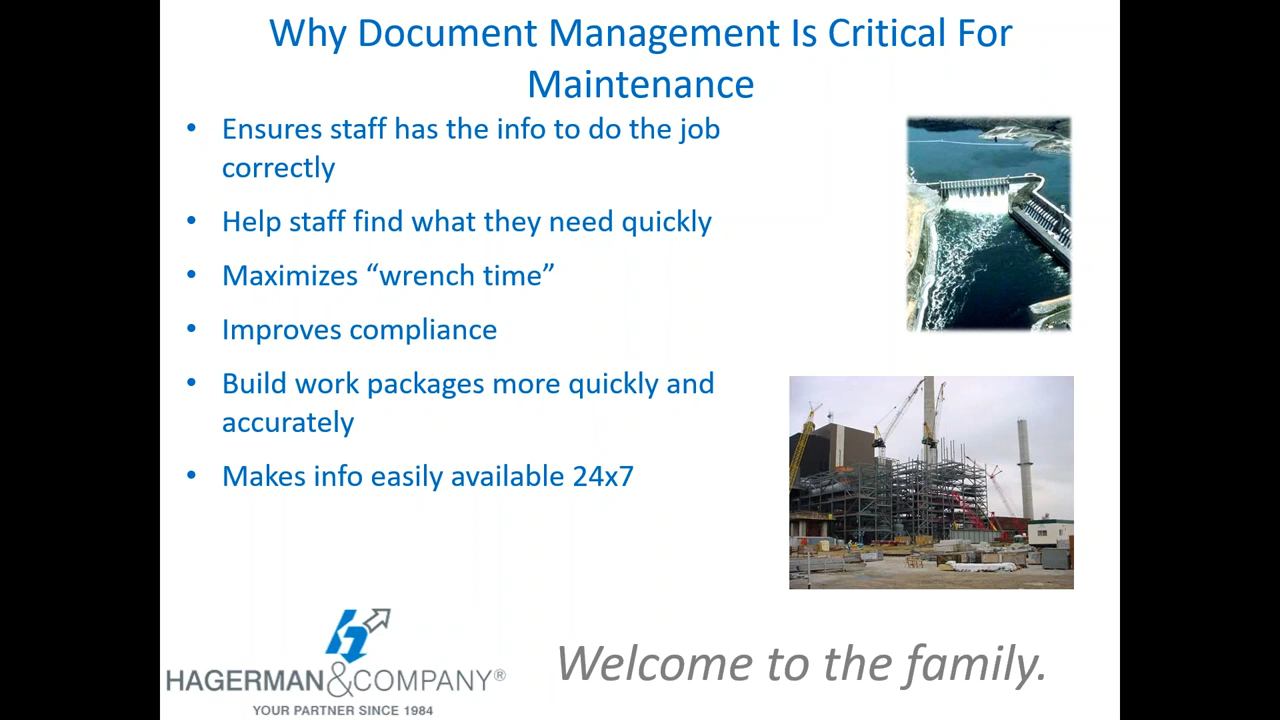 Why Document Management Is Critical For
Maintenance
• Ensures staff has the info to do the job
correctly
• Help staff find what they need quickly
• Maximizes “wrench time”
• Improves compliance
• Build work packages more quickly and
accurately
• Makes info easily available 24x7
HAGERMAN&COMPANY®
YOUR PARTNER SINCE 1984
Welcome to the family.